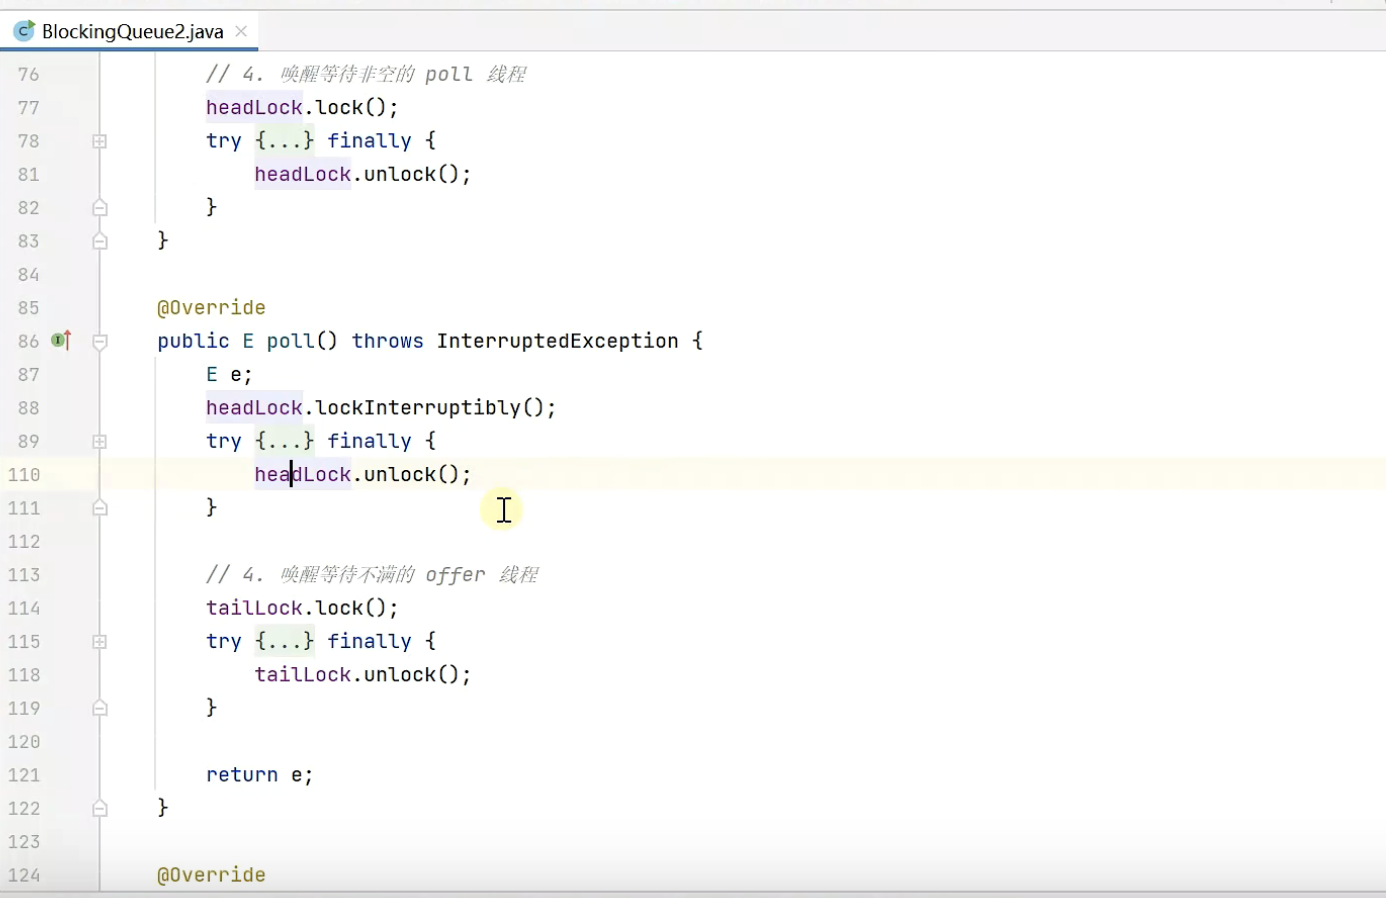 BlockingQueue2.java
76 // 4. 唤醒等待非空的 poll 线程
77 headLock.lock();
78 try {...} finally {
81 headLock.unlock();
82 }
83 }
84
85 @Override
86 public E poll() throws InterruptedException {
87 E e;
88 headLock.lockInterruptibly();
89 try {...} finally {
110 headLock.unlock();
111 }
112
113 // 4. 唤醒等待不满的 offer 线程
114 tailLock.lock();
115 try {...} finally {
118 tailLock.unlock();
119 }
120
121 return e;
122 }
123
124 @Override